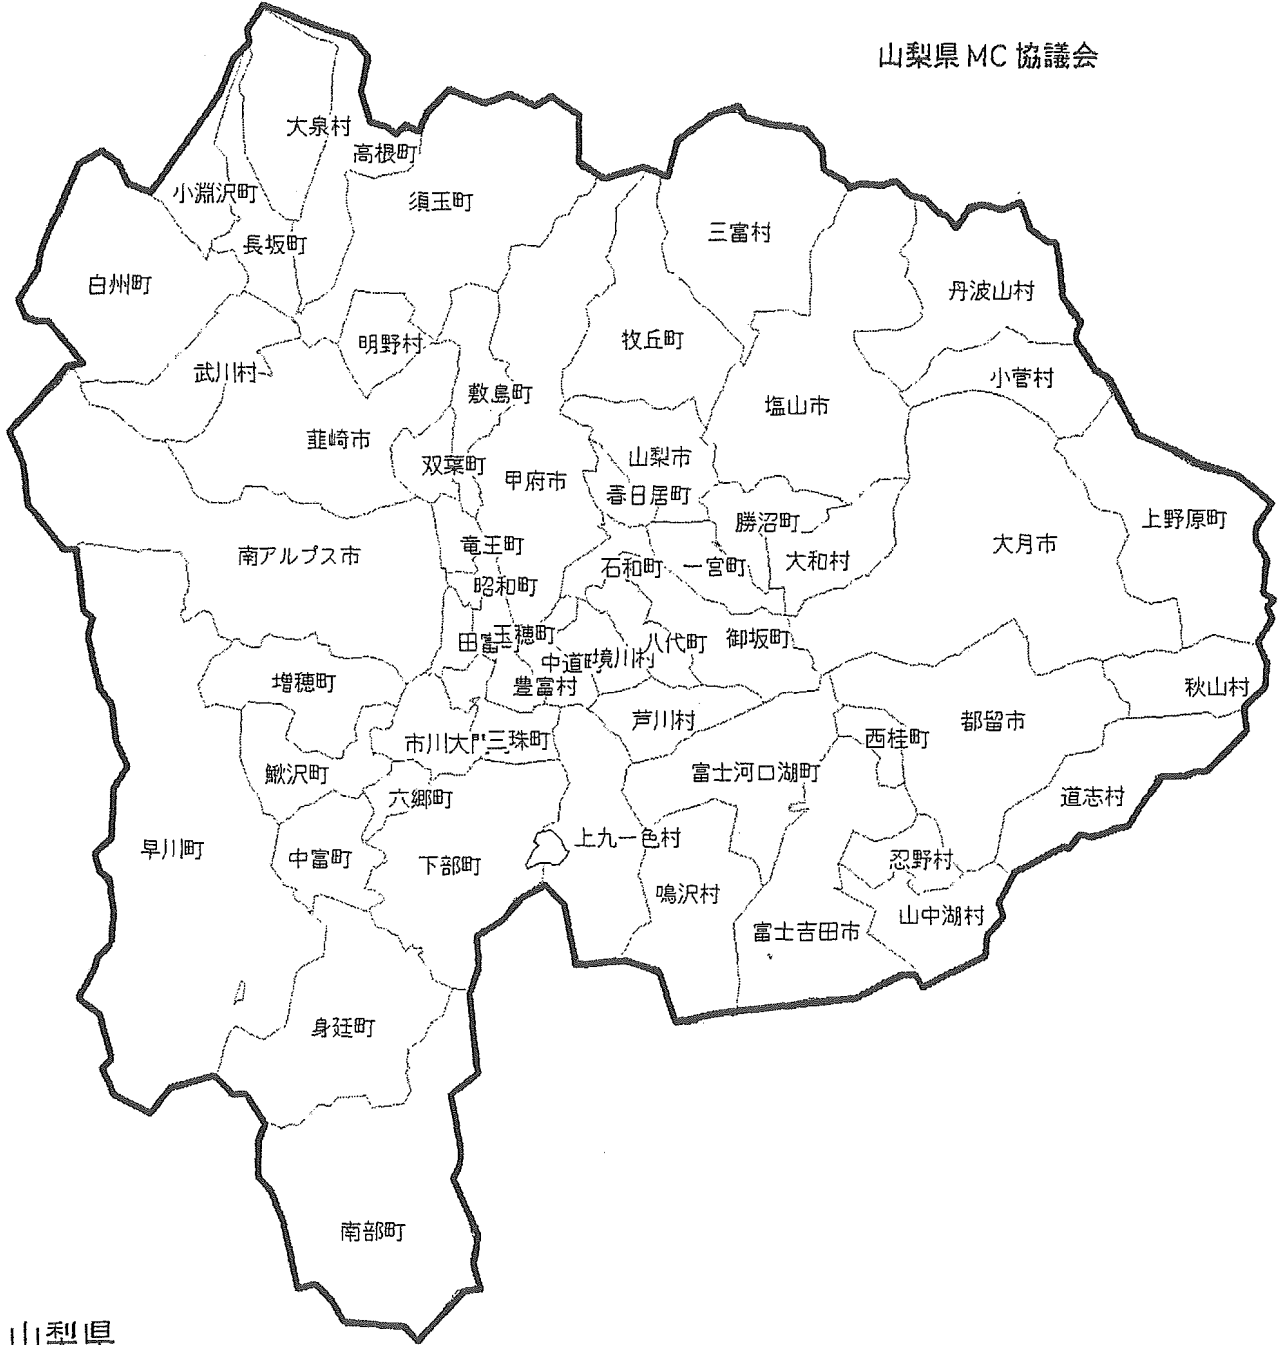 山梨県 MC 協議会
大泉村
高根町
小淵沢町
須玉町
長坂町
三富村
白州町
丹波山村
牧丘町
明野村
武川村
小菅村
敷島町
塩山市
韮崎市
山梨市
双葉町
甲府市
春日居町
勝沼町
上野原町
竜王町
大月市
南アルプス市
大和村
石和町
一宮町
昭和町
玉穂町
田富町
八代町
御坂町
中道町
境川村
増穂町
豊富村
秋山村
芦川村
都留市
市川大門
三珠町
西桂町
鰍沢町
富士河口湖町
六郷町
道志村
上九一色村
早川町
中富町
下部町
忍野村
鳴沢村
山中湖村
富士吉田市
身延町
南部町
山梨県